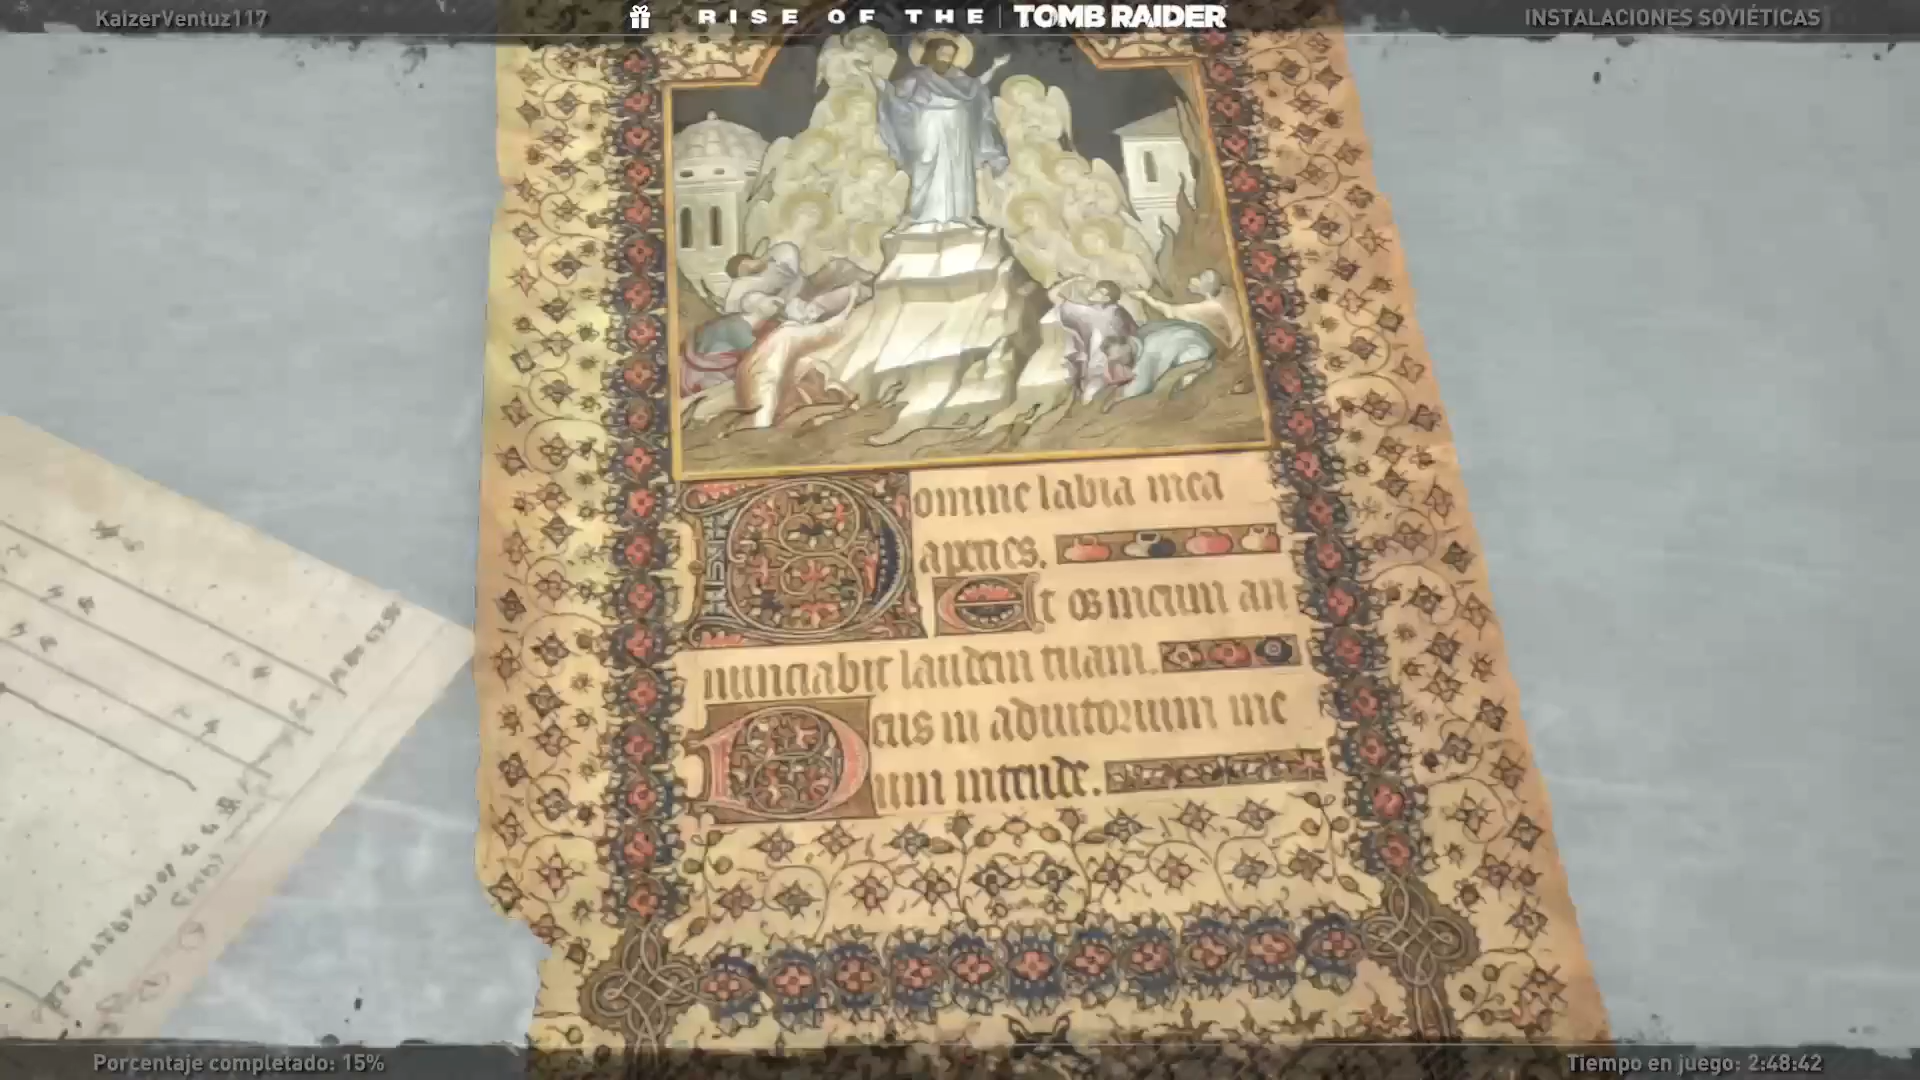 KaizerVentuz117
RISE OF THE TOMB RAIDER
INSTALACIONES SOVIÉTICAS
Domine labia mea
aperies.
Et os meum an
nunciabit laudem tuam.
Deus in adiutorium me
um intende.
Porcentaje completado: 15%
Tiempo en juego: 2:48:42